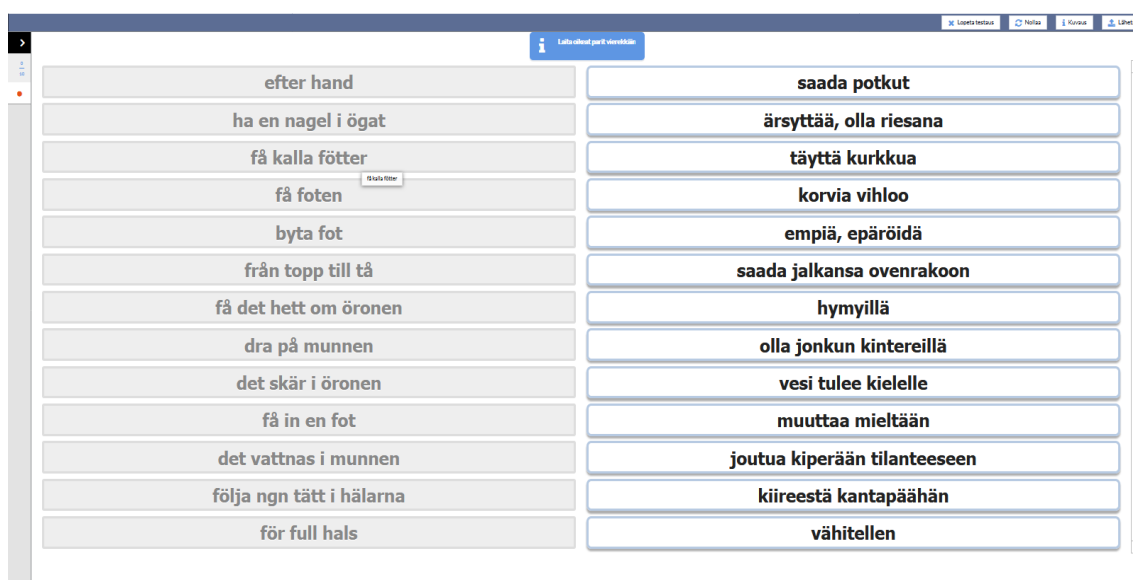 Lopeta testaus Nollaa Kuvaus Lähet
Laita oikeat parit vierekkäin
efter hand saada potkut
ha en nagel i ögat ärsyttää, olla riesana
få kalla fötter täyttä kurkkua
få kalla fötter
få foten korvia vihloo
byta fot empiä, epäröidä
från topp till tå saada jalkansa ovenrakoon
få det hett om öronen hymyillä
dra på munnen olla jonkun kintereillä
det skär i öronen vesi tulee kielelle
få in en fot muuttaa mieltään
det vattnas i munnen joutua kiperään tilanteeseen
följa ngn tätt i hälarna kiireestä kantapäähän
för full hals vähitellen